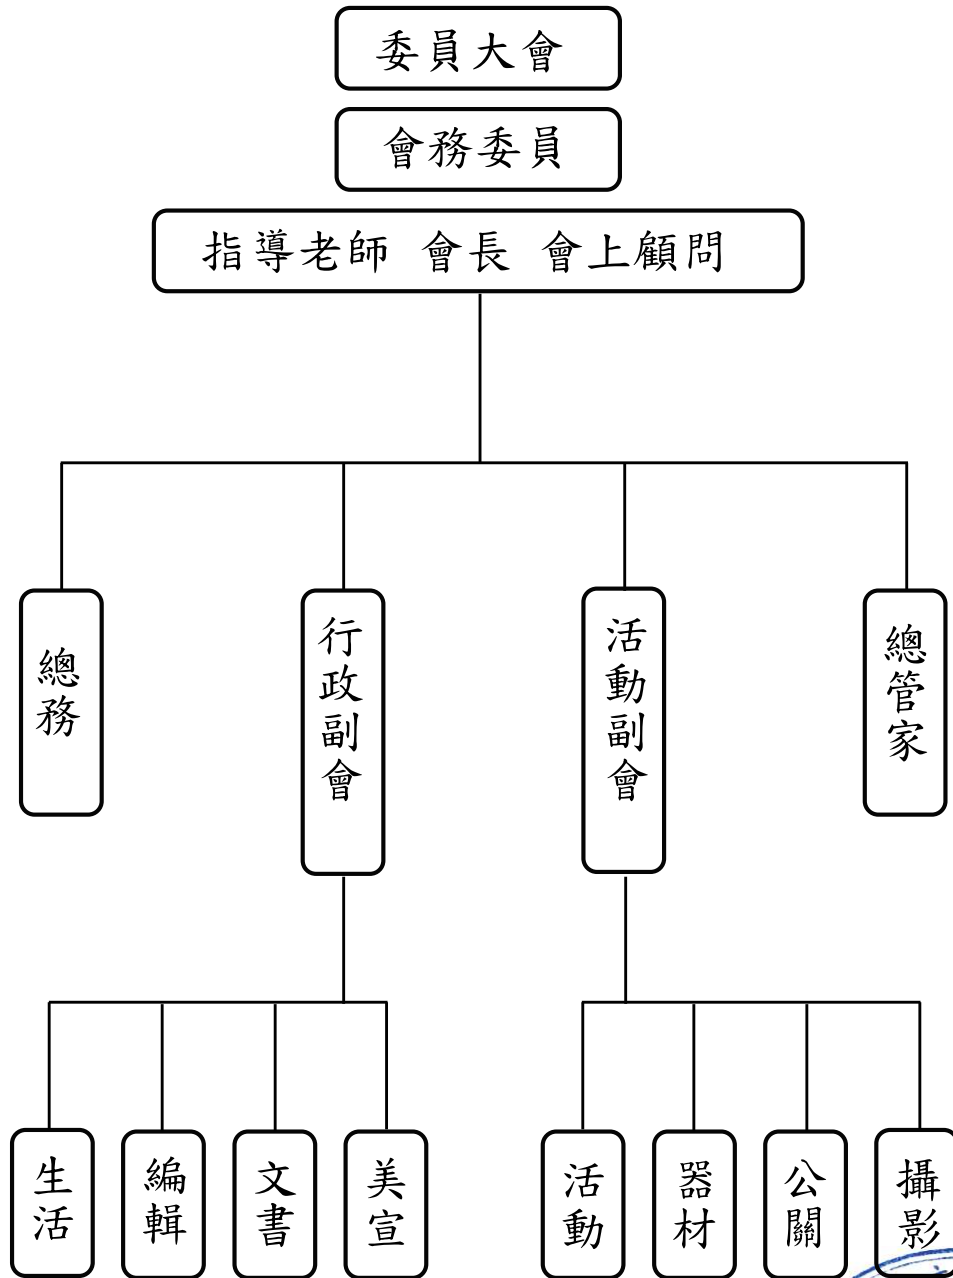 委員大會
會務委員
指導老師 會長 會上顧問
總務
行政副會
活動副會
總管家
生活
編輯
文書
美宣
活動
器材
公關
攝影